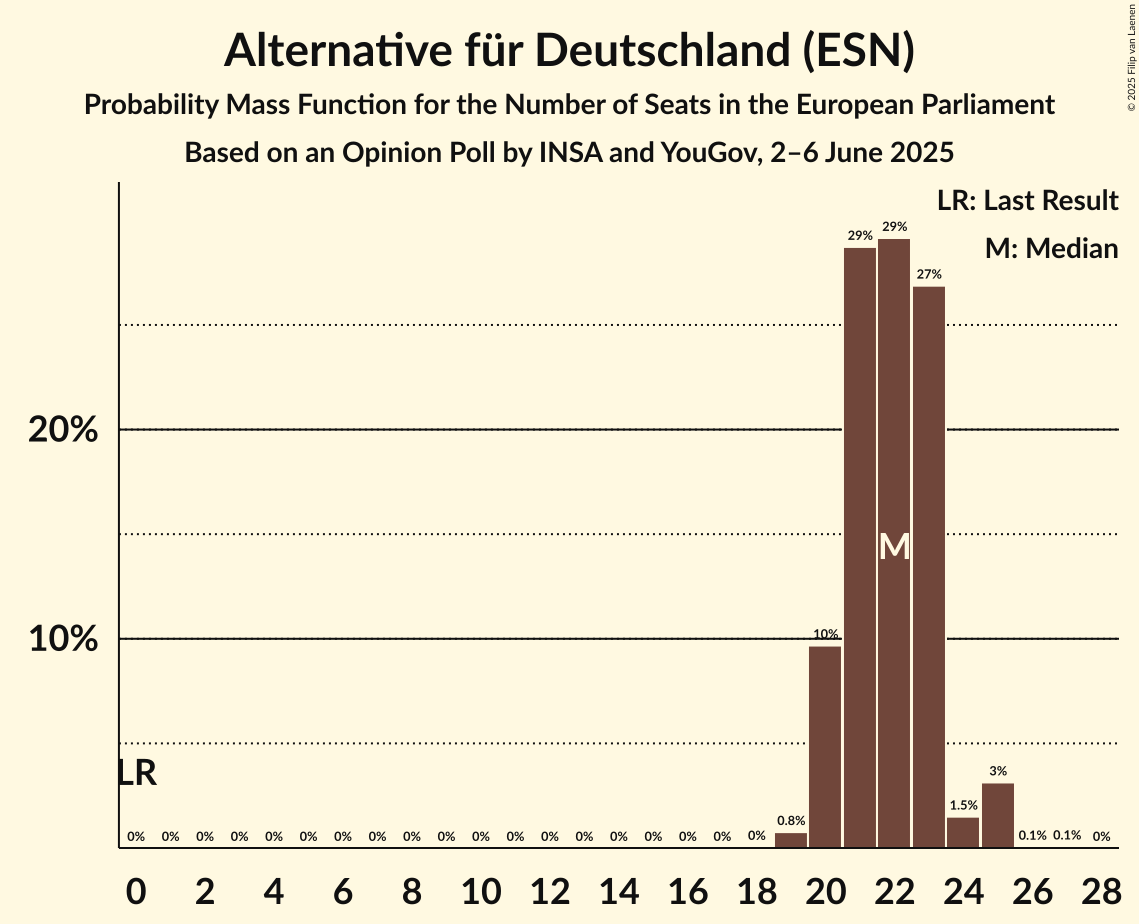 Alternative für Deutschland (ESN)
Probability Mass Function for the Number of Seats in the European Parliament
Based on an Opinion Poll by INSA and YouGov, 2–6 June 2025
© 2025 Filip van Laenen
LR: Last Result
M: Median
29% 29% 27%
20%
M
10%
10%
LR
3%
1.5%
0.8%
0% 0% 0% 0% 0% 0% 0% 0% 0% 0% 0% 0% 0% 0% 0% 0% 0% 0% 0% 0.1% 0.1% 0%
0 2 4 6 8 10 12 14 16 18 20 22 24 26 28